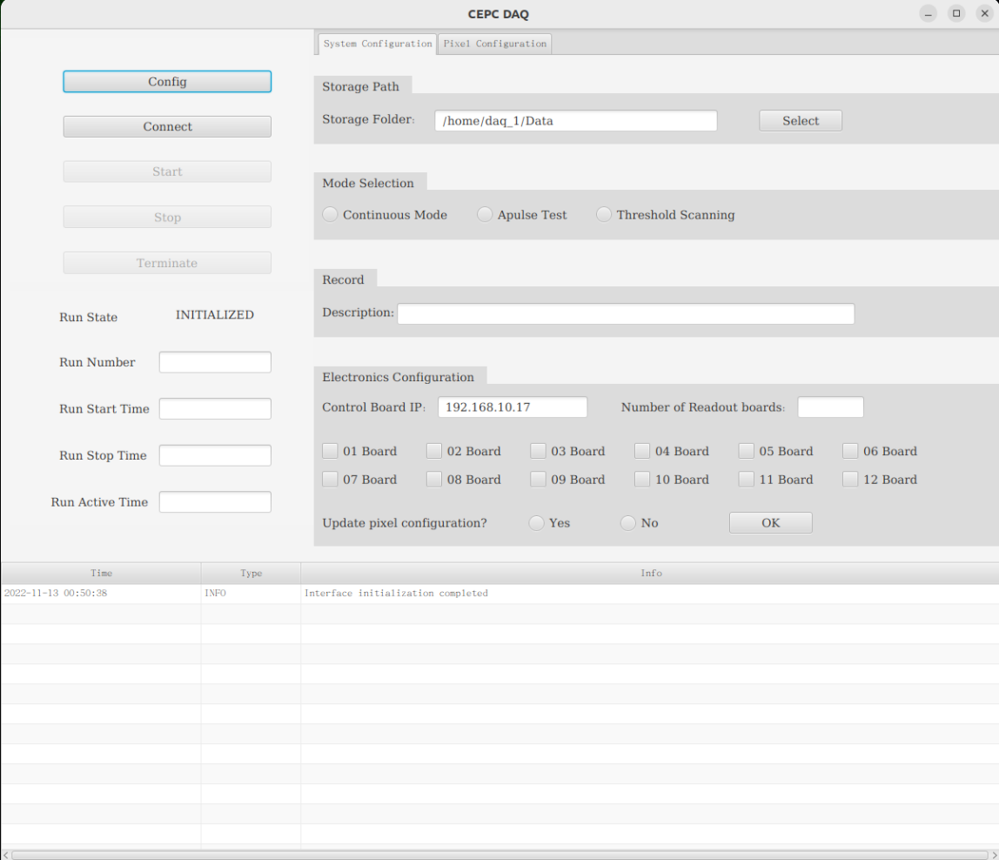 CEPC DAQ
System Configuration Pixel Configuration
Config
Connect
Start
Stop
Terminate
Run State INITIALIZED
Run Number
Run Start Time
Run Stop Time
Run Active Time
Storage Path
Storage Folder: /home/daq_1/Data Select
Mode Selection
Continuous Mode Apulse Test Threshold Scanning
Record
Description:
Electronics Configuration
Control Board IP: 192.168.10.17 Number of Readout boards:
01 Board 02 Board 03 Board 04 Board 05 Board 06 Board
07 Board 08 Board 09 Board 10 Board 11 Board 12 Board
Update pixel configuration? Yes No OK
Time Type Info
2022-11-13 00:50:38 INFO Interface initialization completed